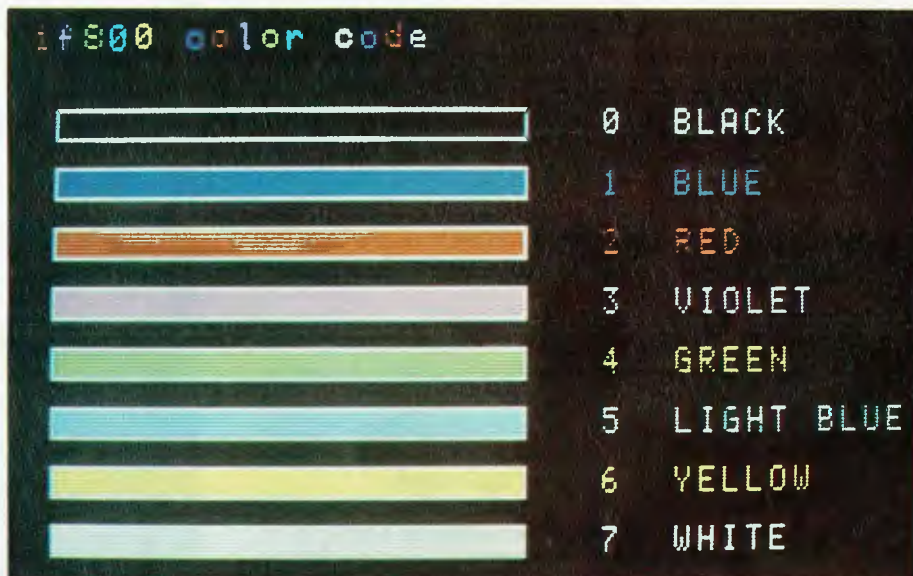 if800 color code
0 BLACK
1 BLUE
2 RED
3 VIOLET
4 GREEN
5 LIGHT BLUE
6 YELLOW
7 WHITE